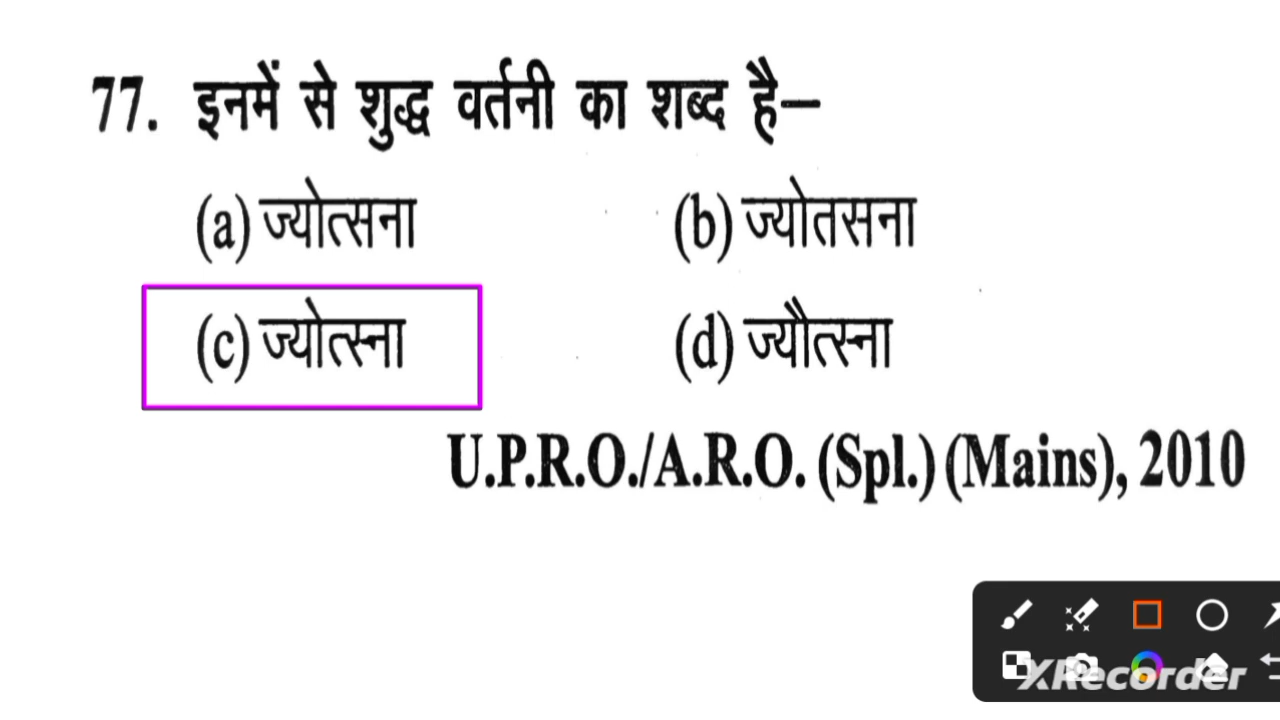 77. इनमें से शुद्ध वर्तनी का शब्द है–
(a) ज्योत्सना (b) ज्योतसना
(c) ज्योत्स्ना (d) ज्यौत्स्ना
U.P.R.O./A.R.O. (Spl.) (Mains), 2010
XRecorder